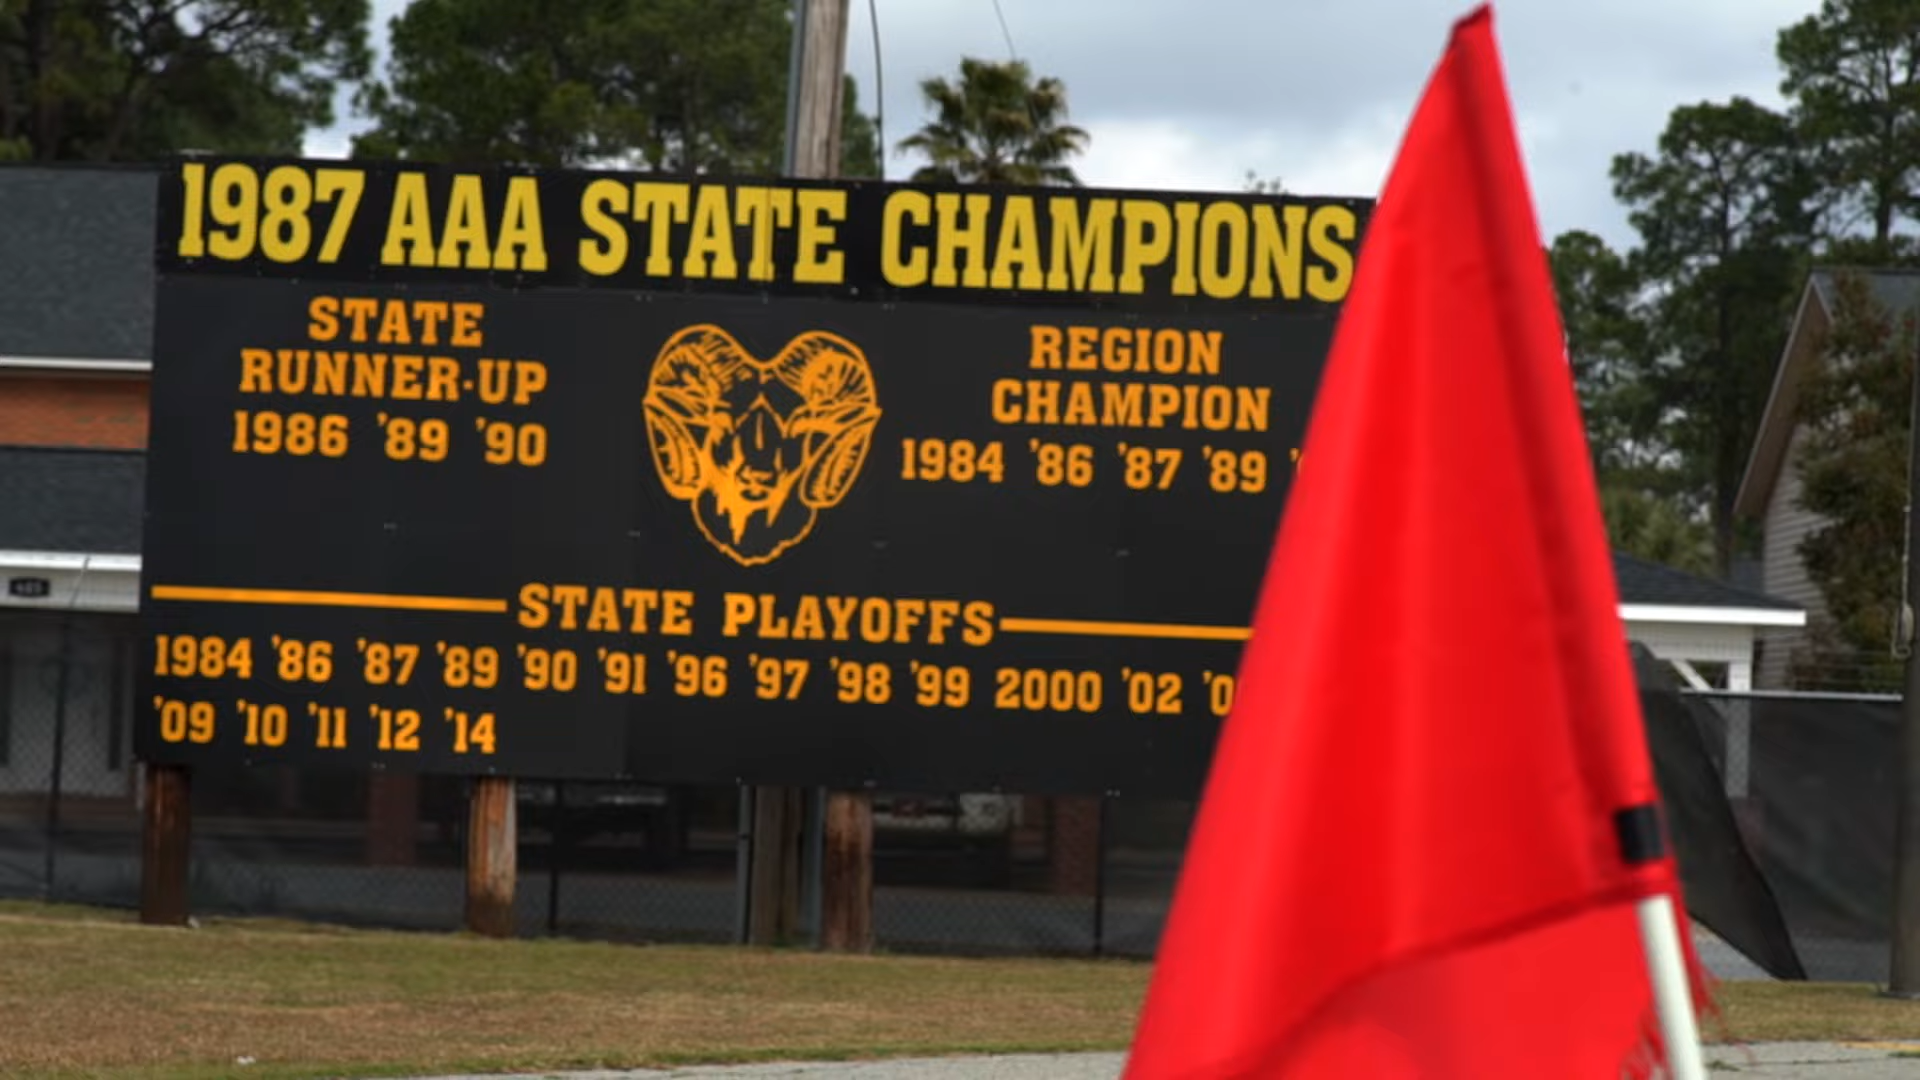 1987 AAA STATE CHAMPIONS
STATE
RUNNER-UP
1986 '89 '90
REGION
CHAMPION
1984 '86 '87 '89
STATE PLAYOFFS
1984 '86 '87 '89 '90 '91 '96 '97 '98 '99 2000 '02
'09 '10 '11 '12 '14